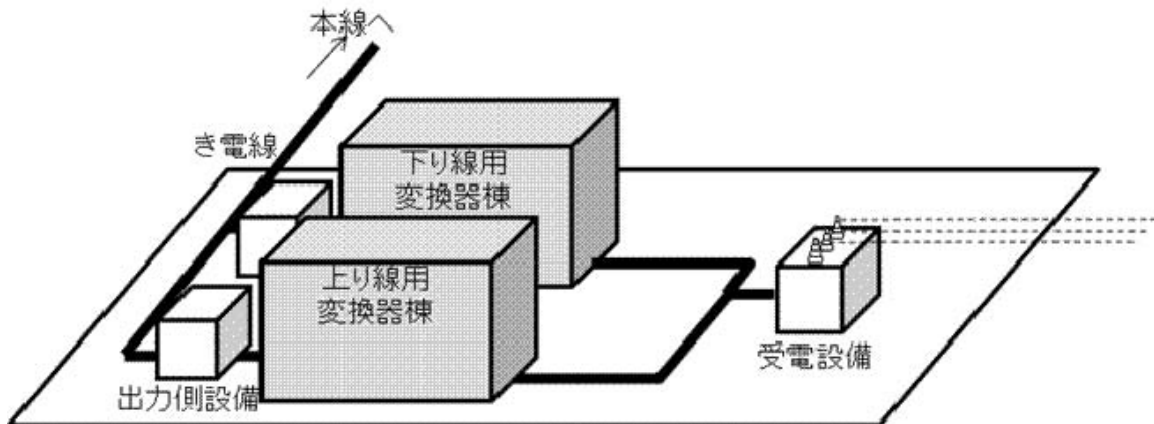 本線へ
き電線
下り線用
変換器棟
上り線用
変換器棟
受電設備
出力側設備